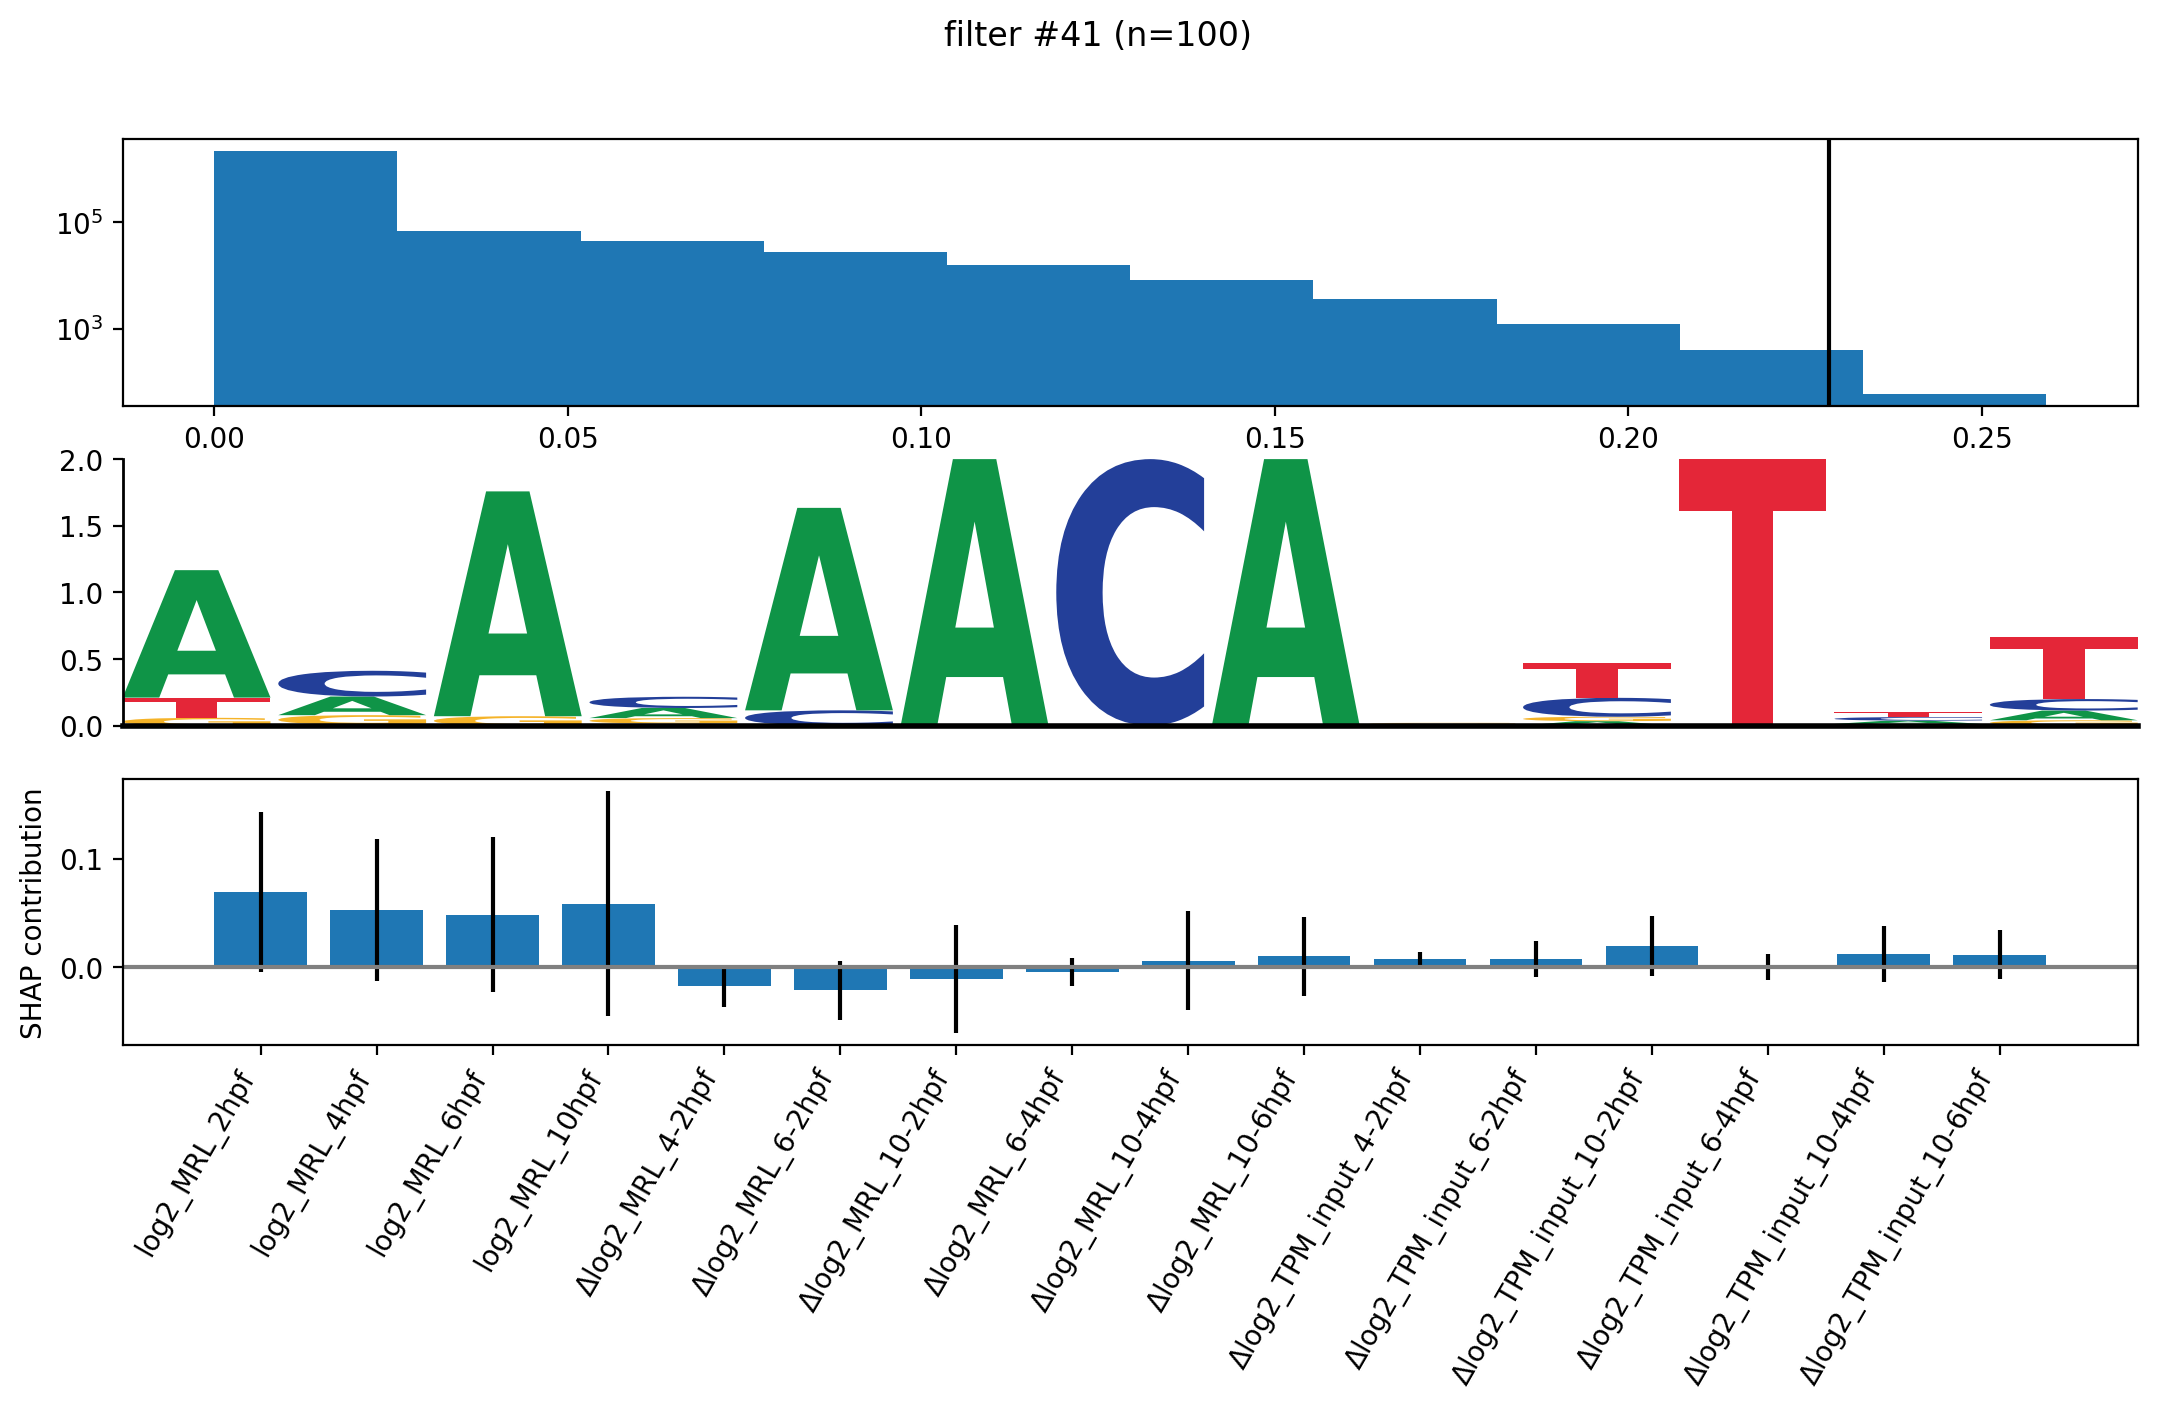 filter #41 (n=100)
10^5
10^3
0.00 0.05 0.10 0.15 0.20 0.25
2.0
1.5
1.0
0.5
0.0
SHAP contribution
0.1
0.0
log2_MRL_2hpf
log2_MRL_4hpf
log2_MRL_6hpf
log2_MRL_10hpf
Δlog2_MRL_4-2hpf
Δlog2_MRL_6-2hpf
Δlog2_MRL_10-2hpf
Δlog2_MRL_6-4hpf
Δlog2_MRL_10-4hpf
Δlog2_MRL_10-6hpf
Δlog2_TPM_input_4-2hpf
Δlog2_TPM_input_6-2hpf
Δlog2_TPM_input_10-2hpf
Δlog2_TPM_input_6-4hpf
Δlog2_TPM_input_10-4hpf
Δlog2_TPM_input_10-6hpf